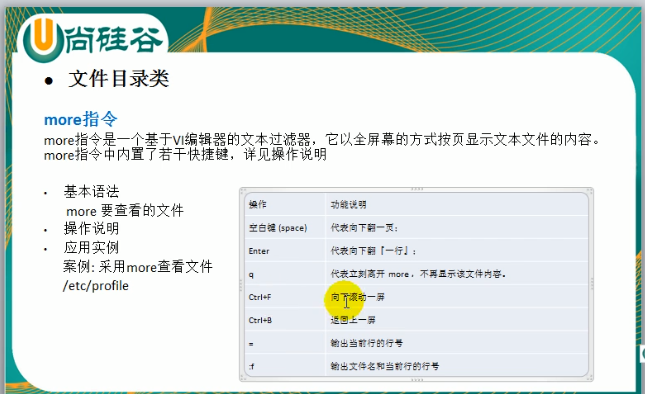 尚硅谷
● 文件目录类
more指令
more指令是一个基于VI编辑器的文本过滤器，它以全屏幕的方式按页显示文本文件的内容。
more指令中内置了若干快捷键，详见操作说明
• 基本语法
more 要查看的文件
• 操作说明
• 应用实例
案例: 采用more查看文件
/etc/profile
操作 功能说明
空白键 (space) 代表向下翻一页；
Enter 代表向下翻『一行』；
q 代表立刻离开 more ，不再显示该文件内容。
Ctrl+F 向下滚动一屏
Ctrl+B 返回上一屏
= 输出当前行的行号
:f 输出文件名和当前行的行号